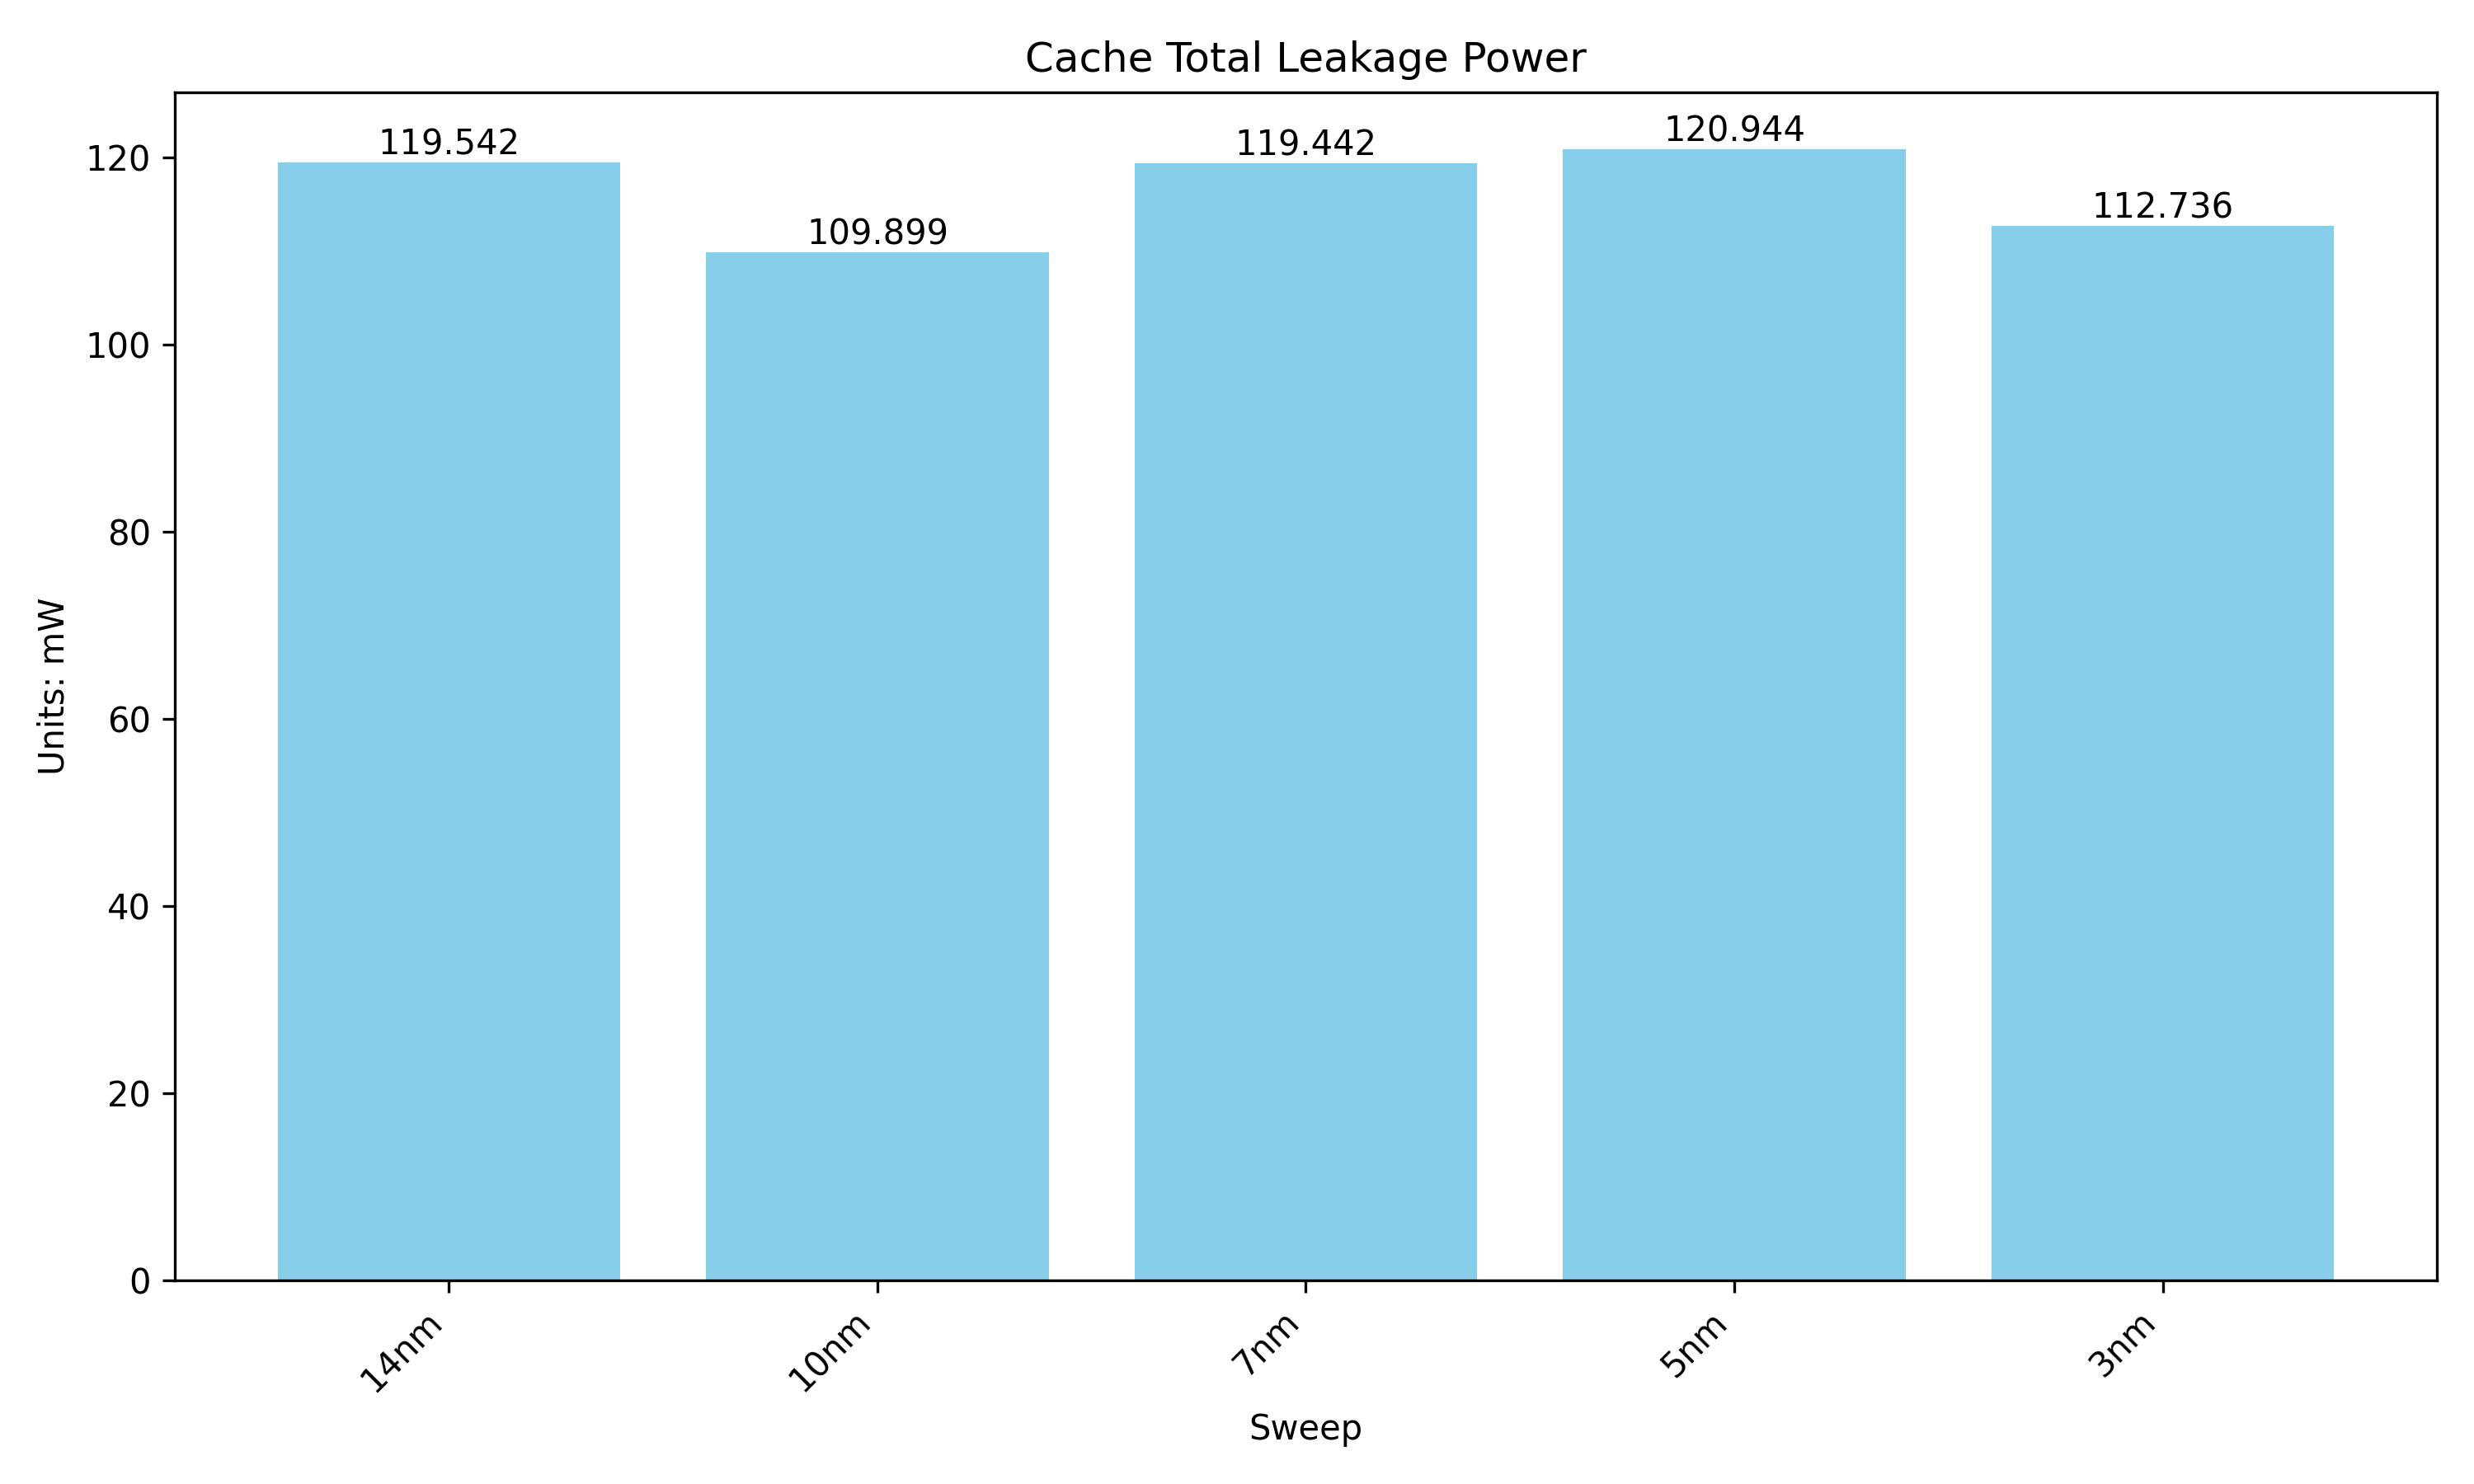 Cache Total Leakage Power
119.542
109.899
119.442
120.944
112.736
120
100
80
60
40
20
0
Units: mW
14nm
10nm
7nm
5nm
3nm
Sweep